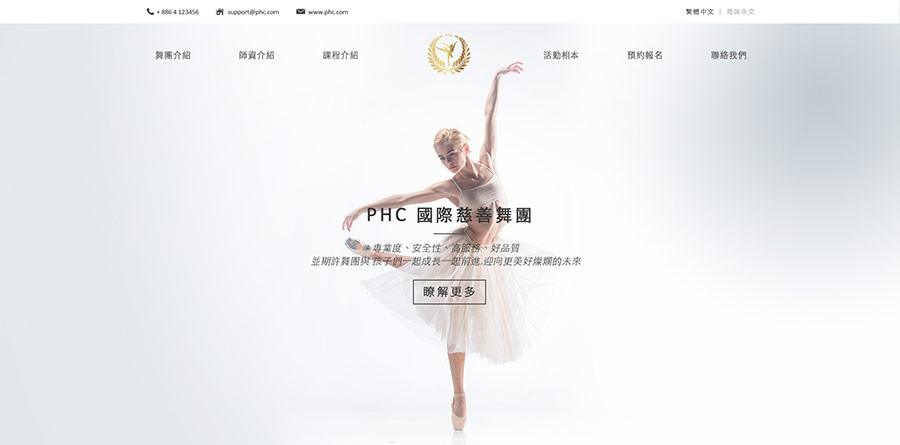 + 886 4 123456 support@phc.com www.phc.com 繁體中文 | 简体中文
舞團介紹 師資介紹 課程介紹 活動相本 預約報名 聯絡我們
PHC 國際慈善舞團
專業度、安全性、高服務、好品質
並期許舞團與 孩子們一起成長一起前進,迎向更美好燦爛的未來
瞭解更多